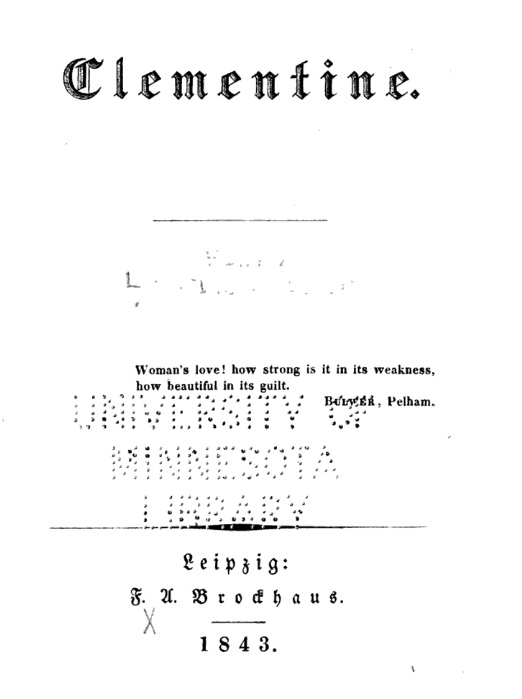 Clementine.
Woman's love! how strong is it in its weakness,
how beautiful in its guilt.
Bulwer, Pelham.
UNIVERSITY OF
MINNESOTA
LIBRARY
Leipzig:
F. A. Brockhaus.
1843.